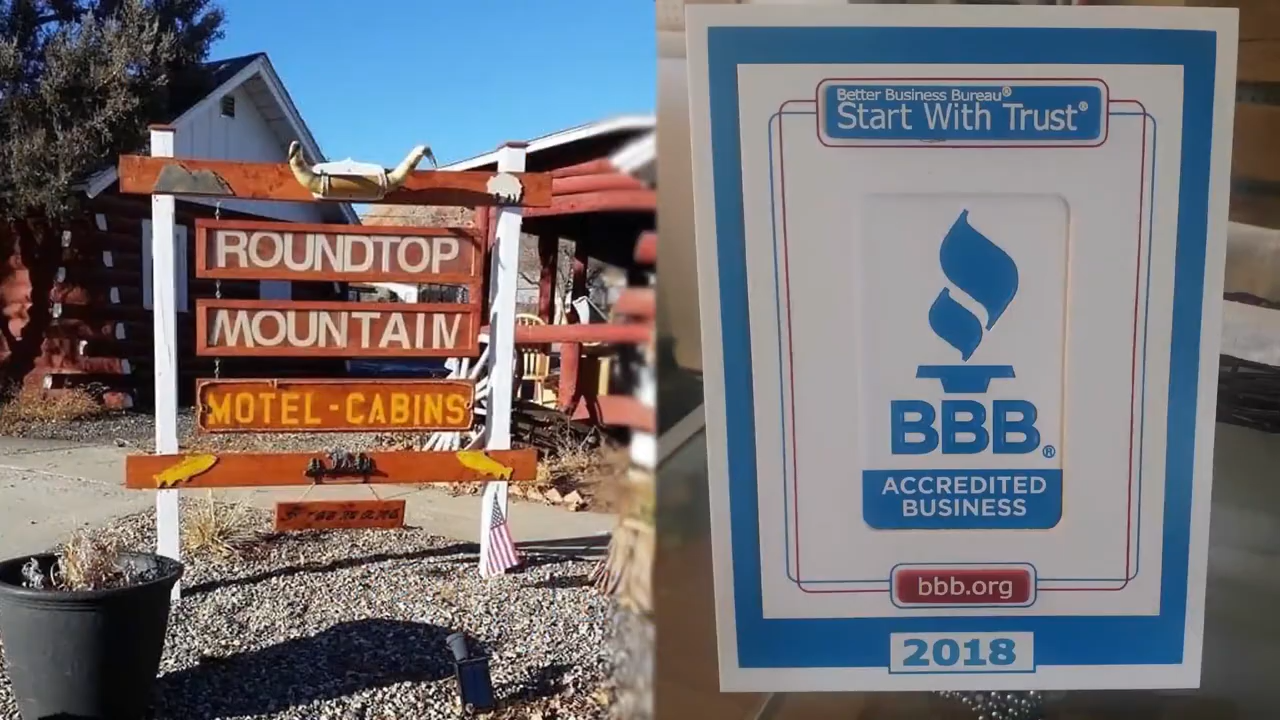 ROUNDTOP
MOUNTAIN
MOTEL-CABINS
Better Business Bureau®
Start With Trust®
BBB®
ACCREDITED
BUSINESS
bbb.org
2018